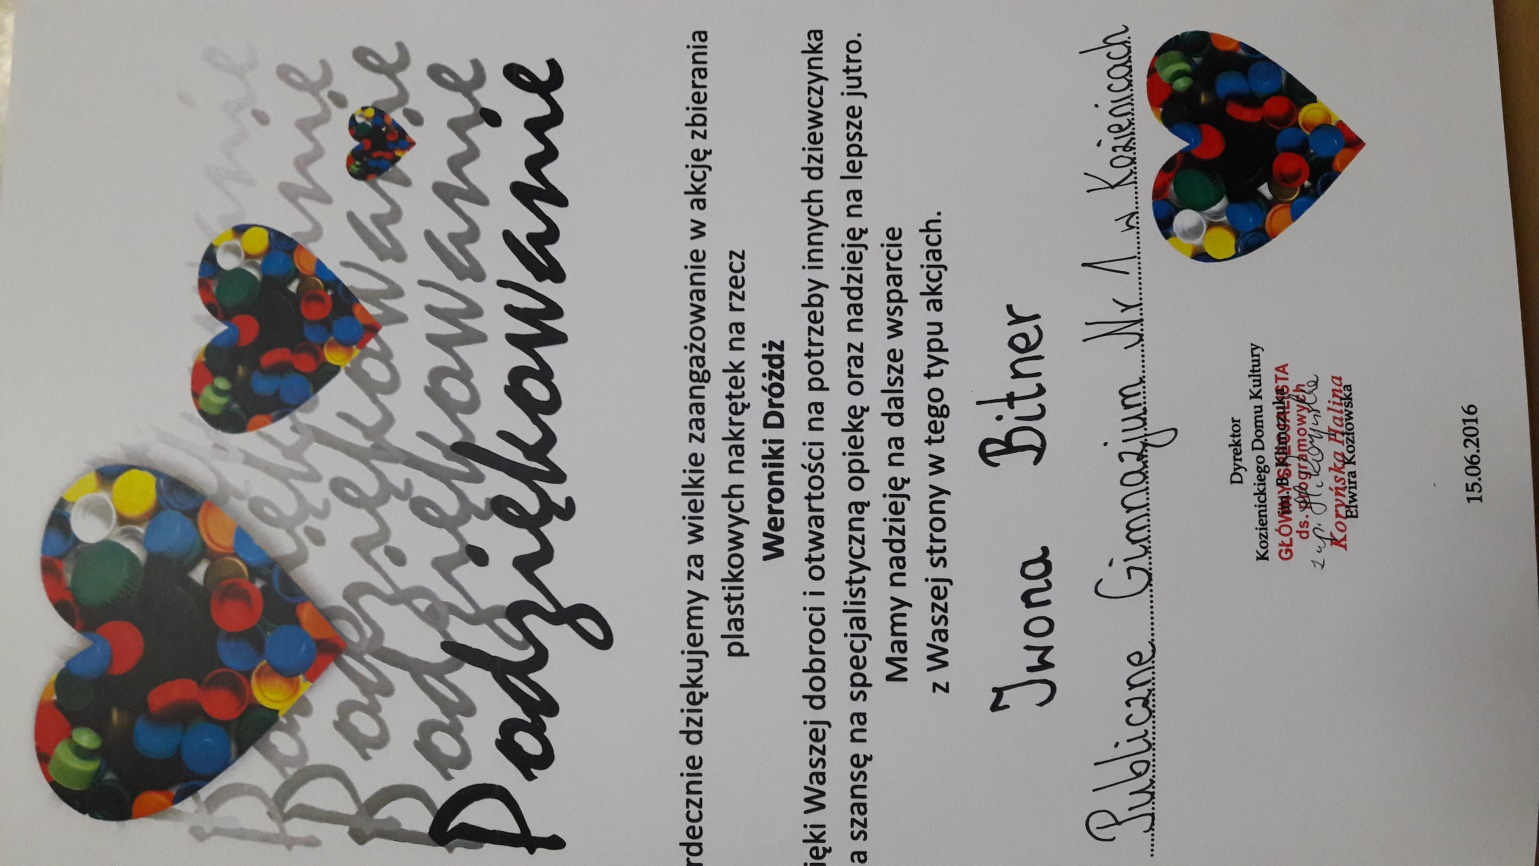 Podziękowanie
rdecznie dziękujemy za wielkie zaangażowanie w akcję zbierania
plastikowych nakrętek na rzecz
Weroniki Dróżdż
ięki Waszej dobroci i otwartości na potrzeby innych dziewczynka
a szansę na specjalistyczną opiekę oraz nadzieję na lepsze jutro.
Mamy nadzieję na dalsze wsparcie
z Waszej strony w tego typu akcjach.
Iwona Bitner
Publiczne Gimnazjum Nr 1 w Kozienicach
Dyrektor
Kozienickiego Domu Kultury
GŁÓWNY SPECJALISTA
ds. programowych
Koryńska Halina
Elwira Kozłowska
15.06.2016